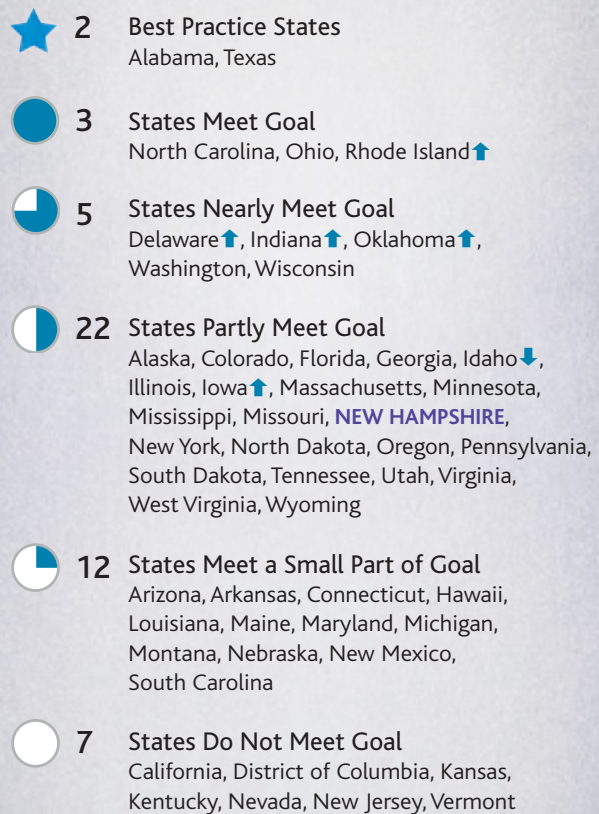 2 Best Practice States
Alabama, Texas
3 States Meet Goal
North Carolina, Ohio, Rhode Island⬆
5 States Nearly Meet Goal
Delaware⬆, Indiana⬆, Oklahoma⬆,
Washington, Wisconsin
22 States Partly Meet Goal
Alaska, Colorado, Florida, Georgia, Idaho⬇,
Illinois, Iowa⬆, Massachusetts, Minnesota,
Mississippi, Missouri, NEW HAMPSHIRE,
New York, North Dakota, Oregon, Pennsylvania,
South Dakota, Tennessee, Utah, Virginia,
West Virginia, Wyoming
12 States Meet a Small Part of Goal
Arizona, Arkansas, Connecticut, Hawaii,
Louisiana, Maine, Maryland, Michigan,
Montana, Nebraska, New Mexico,
South Carolina
7 States Do Not Meet Goal
California, District of Columbia, Kansas,
Kentucky, Nevada, New Jersey, Vermont